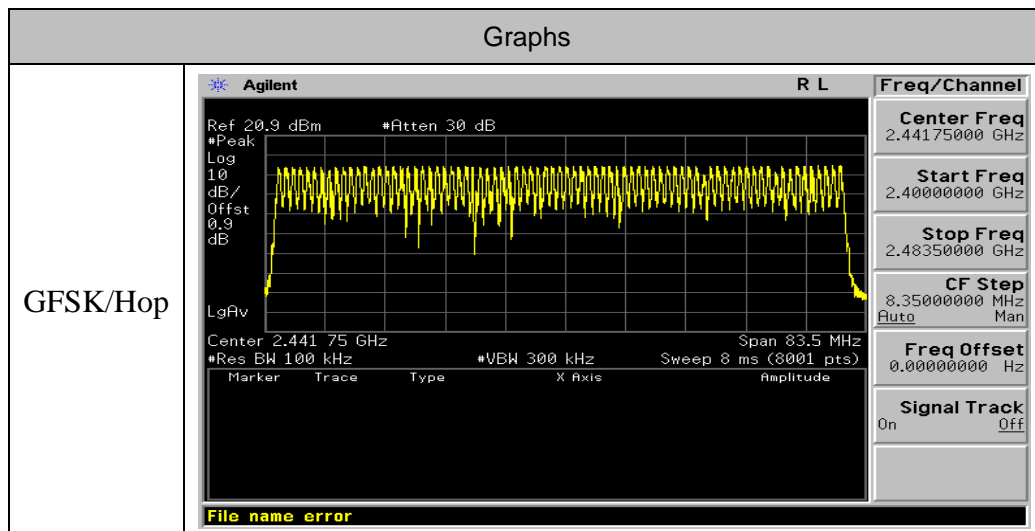 Graphs
GFSK/Hop
Agilent
R L
Ref 20.9 dBm #Atten 30 dB
#Peak
Log
10
dB/
Offst
0.9
dB
LgAv
Center 2.441 75 GHz Span 83.5 MHz
#Res BW 100 kHz #VBW 300 kHz Sweep 8 ms (8001 pts)
Marker Trace Type X Axis Amplitude
File name error
Freq/Channel
Center Freq
2.44175000 GHz
Start Freq
2.40000000 GHz
Stop Freq
2.48350000 GHz
CF Step
8.35000000 MHz
Auto Man
Freq Offset
0.00000000 Hz
Signal Track
On Off